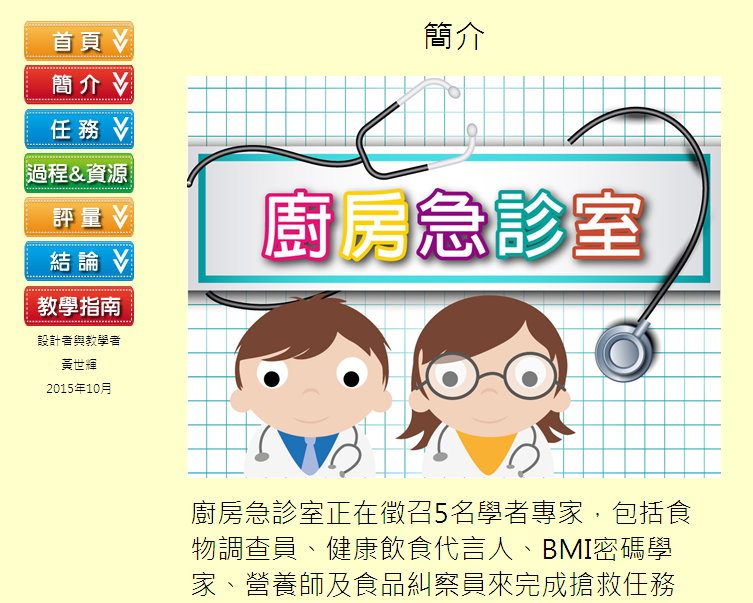 首頁
簡介
任務
過程&資源
評量
結論
教學指南
設計者與教學者
黃世輝
2015年10月
簡介
廚房急診室
廚房急診室正在徵召5名學者專家，包括食
物調查員、健康飲食代言人、BMI密碼學
家、營養師及食品糾察員來完成搶救任務